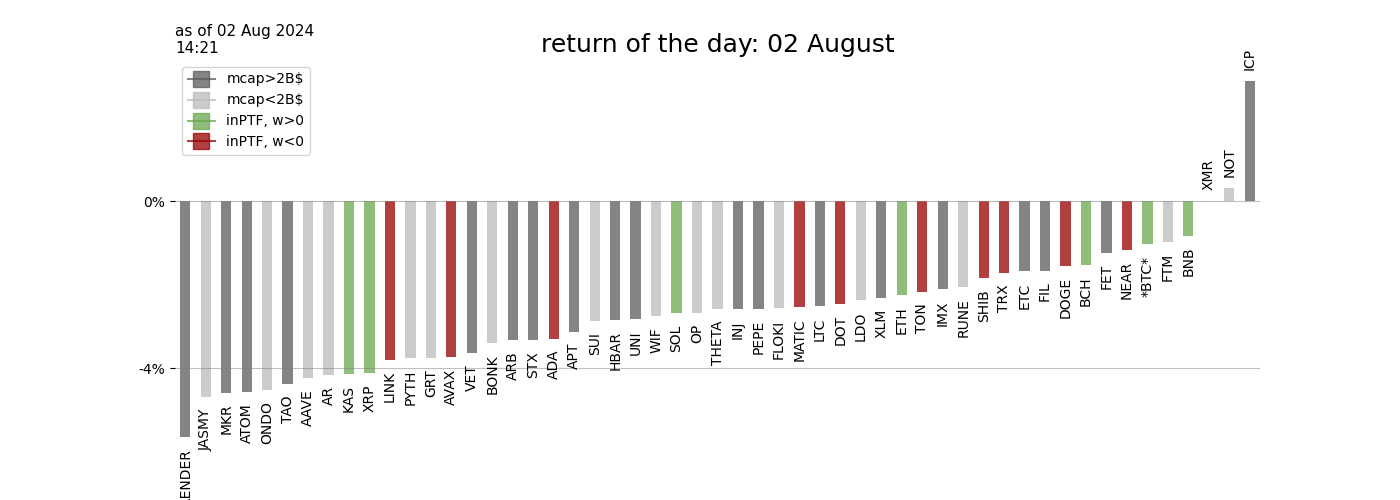 as of 02 Aug 2024
14:21
return of the day: 02 August
mcap>2B$
mcap<2B$
inPTF, w>0
inPTF, w<0
0%
-4%
JASMY
MKR
ATOM
ONDO
TAO
AAVE
AR
KAS
XRP
LINK
PYTH
GRT
AVAX
VET
BONK
ARB
STX
ADA
APT
SUI
HBAR
UNI
WIF
SOL
OP
THETA
INJ
PEPE
FLOKI
MATIC
LTC
DOT
LDO
XLM
ETH
TON
IMX
RUNE
SHIB
TRX
ETC
FIL
DOGE
BCH
FET
NEAR
*BTC*
FTM
BNB
XMR
NOT
ICP